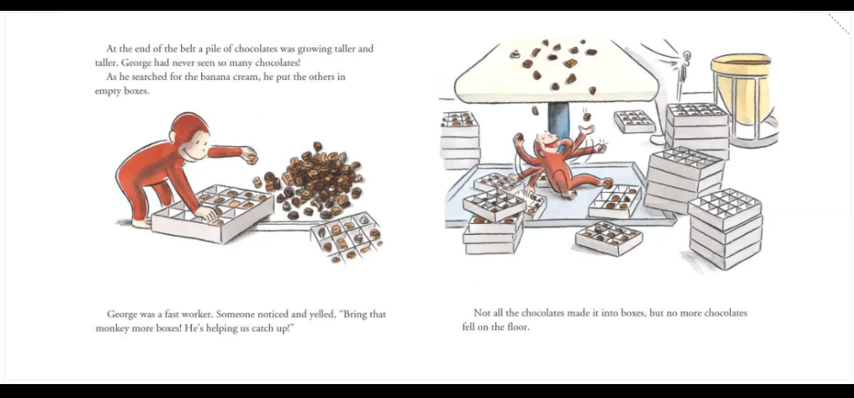 At the end of the belt a pile of chocolates was growing taller and
taller. George had never seen so many chocolates!
As he searched for the banana cream, he put the others in
empty boxes.
George was a fast worker. Someone noticed and yelled, “Bring that
monkey more boxes! He’s helping us catch up!”
Not all the chocolates made it into boxes, but no more chocolates
fell on the floor.